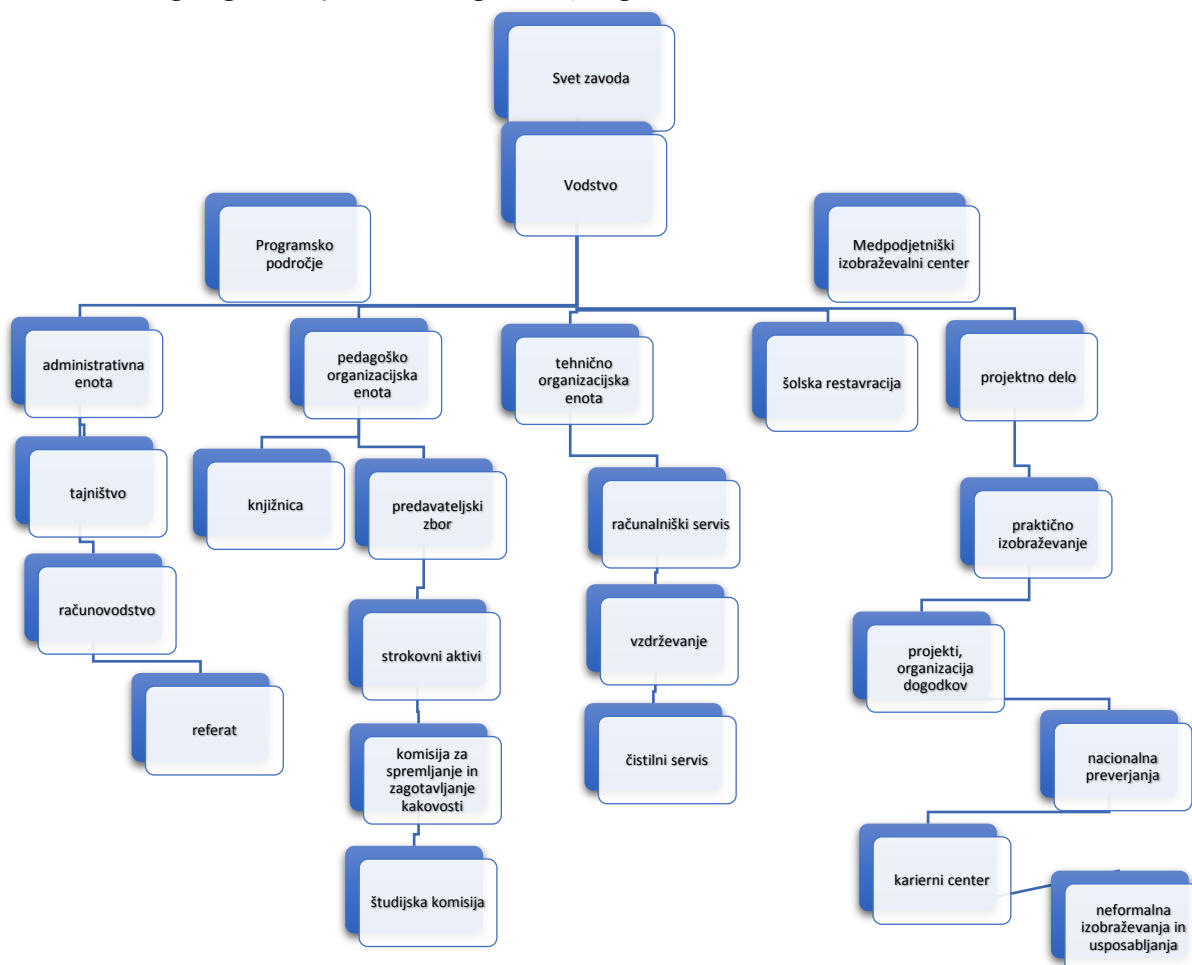 Svet zavoda
Vodstvo
Programsko
področje
Medpodjetniški
izobraževalni center
administrativna
enota
pedagoško
organizacijska
enota
tehnično
organizacijska
enota
šolska restavracija
projektno delo
tajništvo
knjižnica
predavateljski
zbor
računalniški servis
praktično
izobraževanje
računovodstvo
strokovni aktivi
vzdrževanje
projekti,
organizacija
dogodkov
referat
komisija za
spremljanje in
zagotavljanje
kakovosti
čistilni servis
nacionalna
preverjanja
študijska komisija
karierni center
neformalna
izobraževanja in
usposabljanja